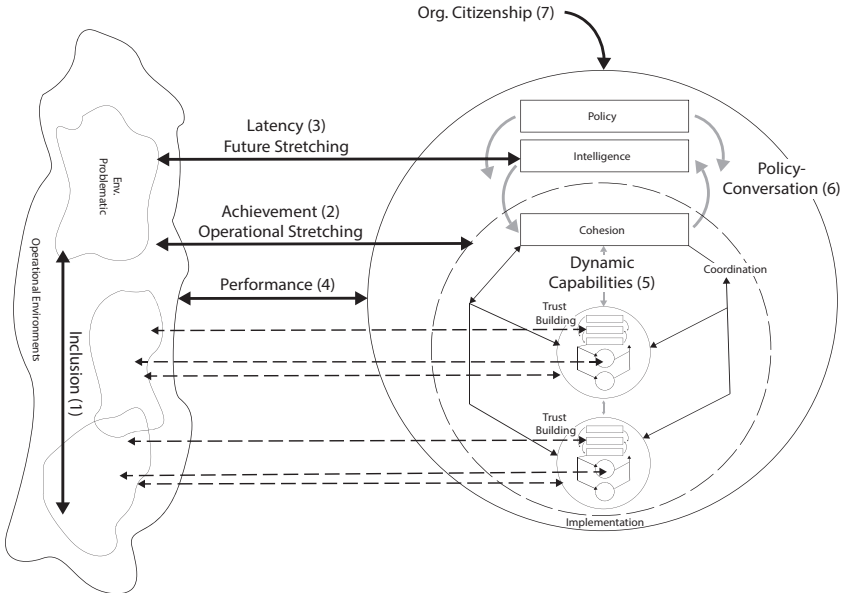 Org. Citizenship (7)
Policy
Latency (3)
Future Stretching
Intelligence
Policy-
Conversation (6)
Env.
Problematic
Achievement (2)
Operational Stretching
Cohesion
Operational Environments
Dynamic
Capabilities (5)
Coordination
Performance (4)
Trust
Building
Inclusion (1)
Trust
Building
Implementation